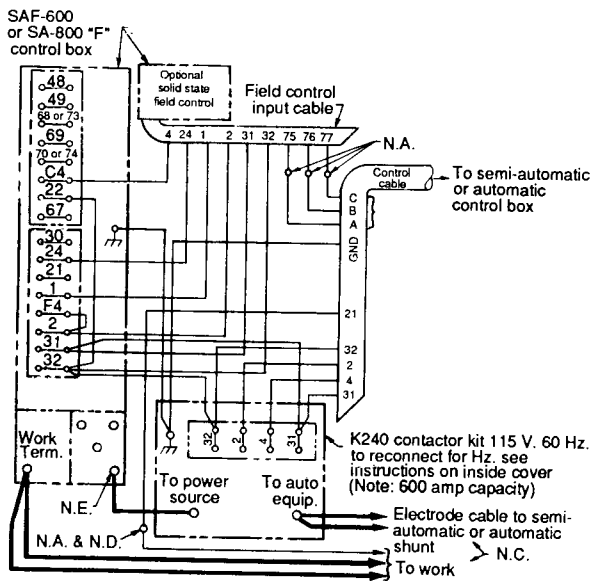 SAF-600
or SA-800 "F"
control box
Optional
solid state
field control
Field control
input cable
4 24 1 2 31 32 75 76 77
N.A.
48
49
68 or 73
69
70 or 74
C4
22
67
30
24
21
1
F4
2
31
32
Control
cable
To semi-automatic
or automatic
control box
C
B
A
GND
21
32
2
4
31
32 2 4 31
K240 contactor kit 115 V. 60 Hz.
to reconnect for Hz. see
instructions on inside cover
(Note: 600 amp capacity)
Work
Term.
N.E.
To power
source
To auto
equip.
N.A. & N.D.
Electrode cable to semi-
automatic or automatic
shunt
N.C.
To work